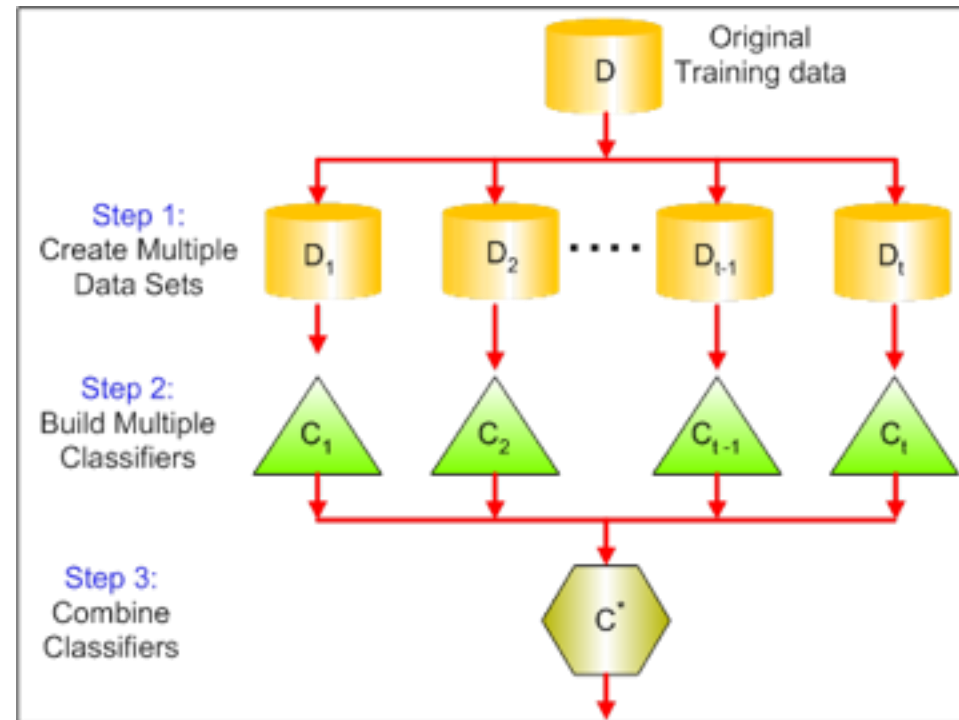 D
Original
Training data
Step 1:
Create Multiple
Data Sets
D₁
D₂
....
Dₜ₋₁
Dₜ
Step 2:
Build Multiple
Classifiers
C₁
C₂
Cₜ₋₁
Cₜ
Step 3:
Combine
Classifiers
C*